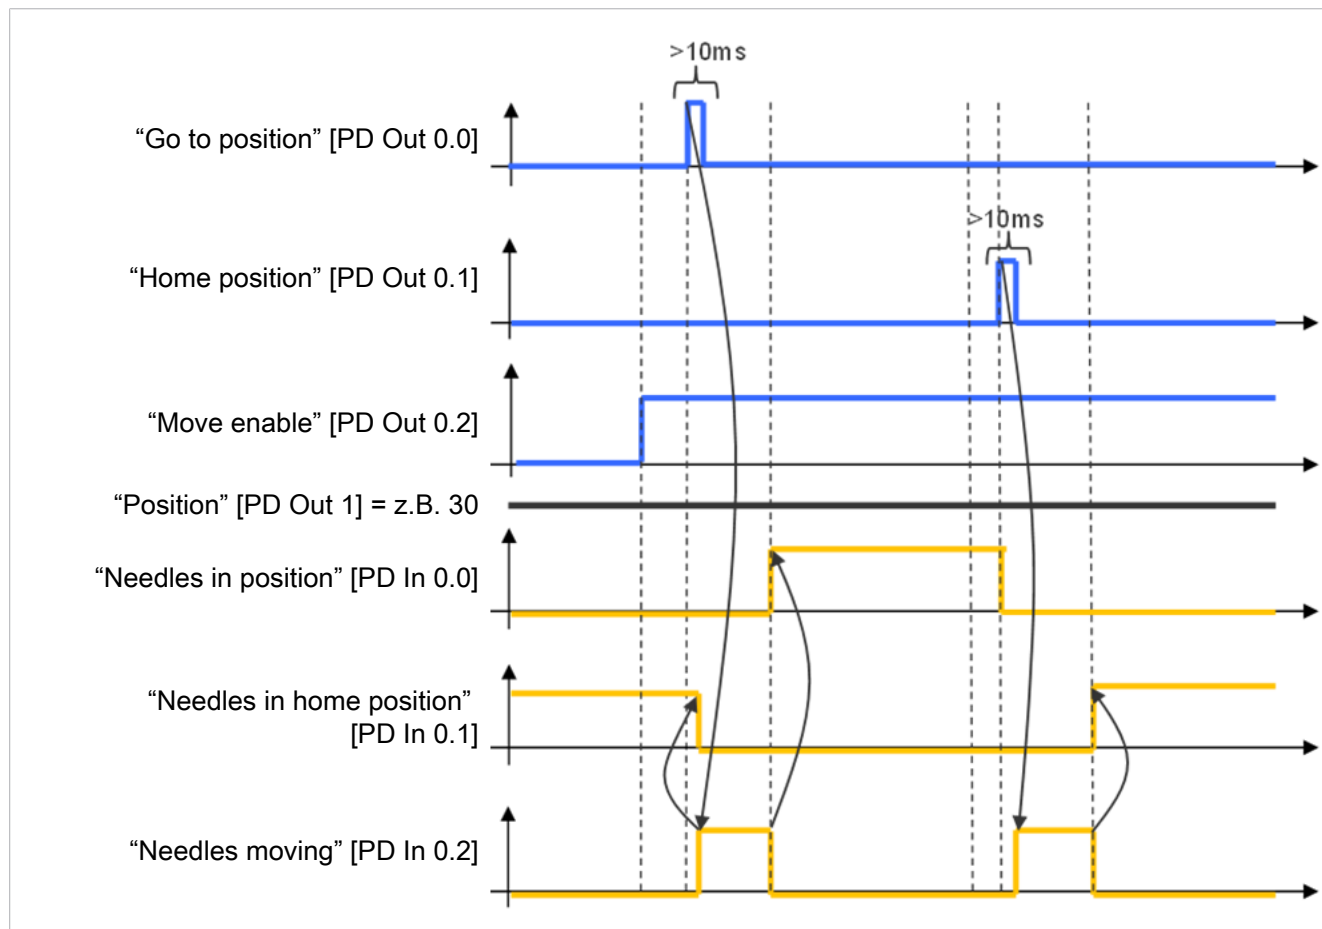 >10ms
“Go to position” [PD Out 0.0]
>10ms
“Home position” [PD Out 0.1]
“Move enable” [PD Out 0.2]
“Position” [PD Out 1] = z.B. 30
“Needles in position” [PD In 0.0]
“Needles in home position”
[PD In 0.1]
“Needles moving” [PD In 0.2]